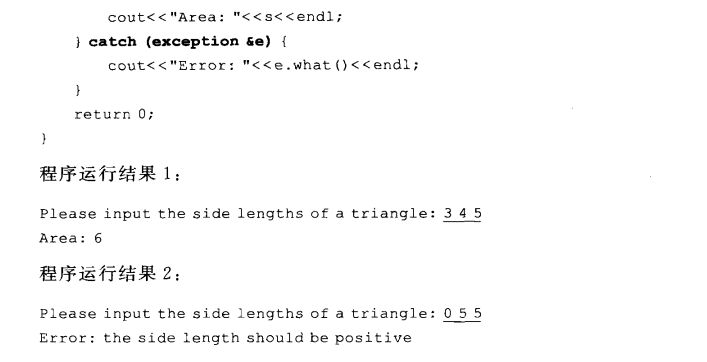 cout<<"Area: "<<s<<endl;
} catch (exception &e) {
cout<<"Error: "<<e.what()<<endl;
}
return 0;
}
程序运行结果 1：
Please input the side lengths of a triangle: 3 4 5
Area: 6
程序运行结果 2：
Please input the side lengths of a triangle: 0 5 5
Error: the side length should be positive